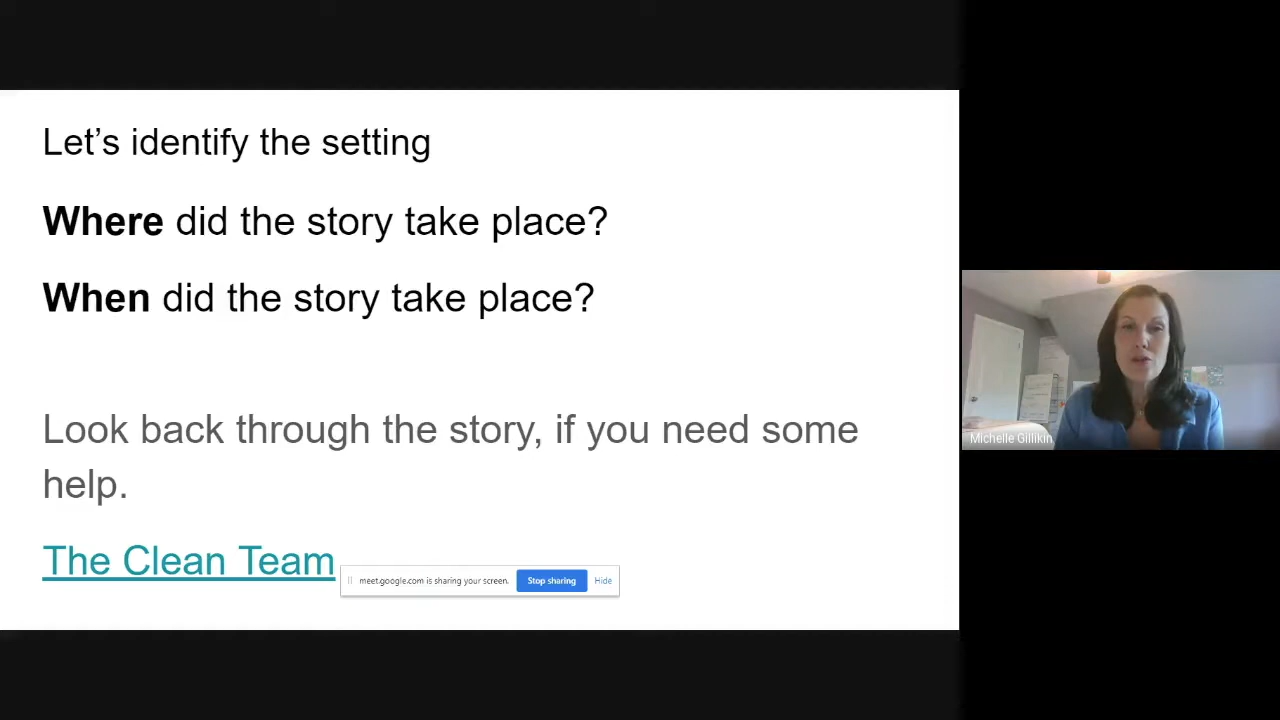 Let’s identify the setting
Where did the story take place?
When did the story take place?
Look back through the story, if you need some
help.
The Clean Team
meet.google.com is sharing your screen. Stop sharing Hide
Michelle Gillikin